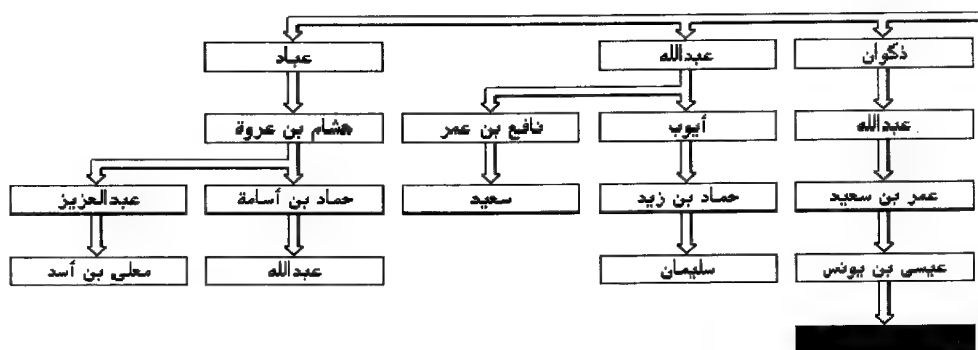 ذكوان عبدالله عباد
عبدالله أيوب نافع بن عمر هشام بن عروة
عمر بن سعيد حماد بن زيد سعيد حماد بن أسامة عبدالعزيز
عيسى بن يونس سليمان عبدالله معلى بن أسد